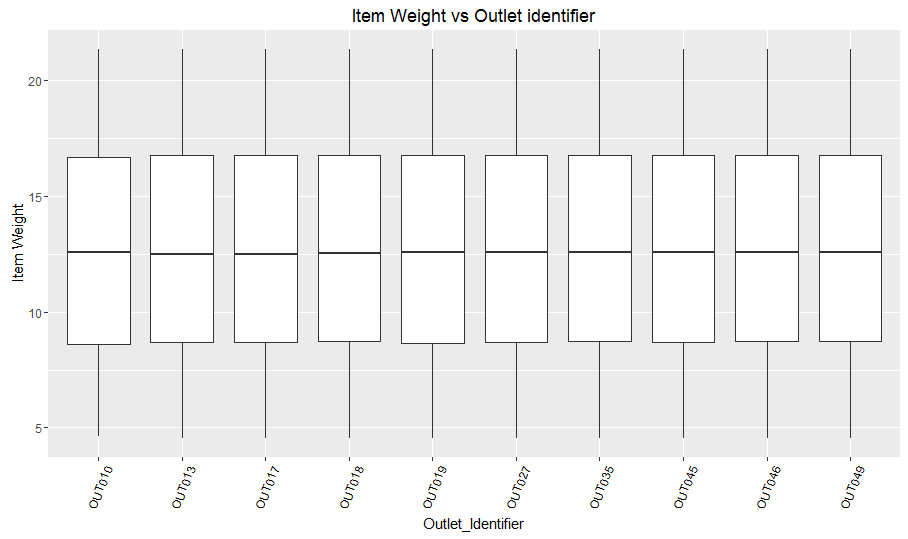 Item Weight vs Outlet identifier
Item Weight
20
15
10
5
OUT010
OUT013
OUT017
OUT018
OUT019
OUT027
OUT035
OUT045
OUT046
OUT049
Outlet_Identifier